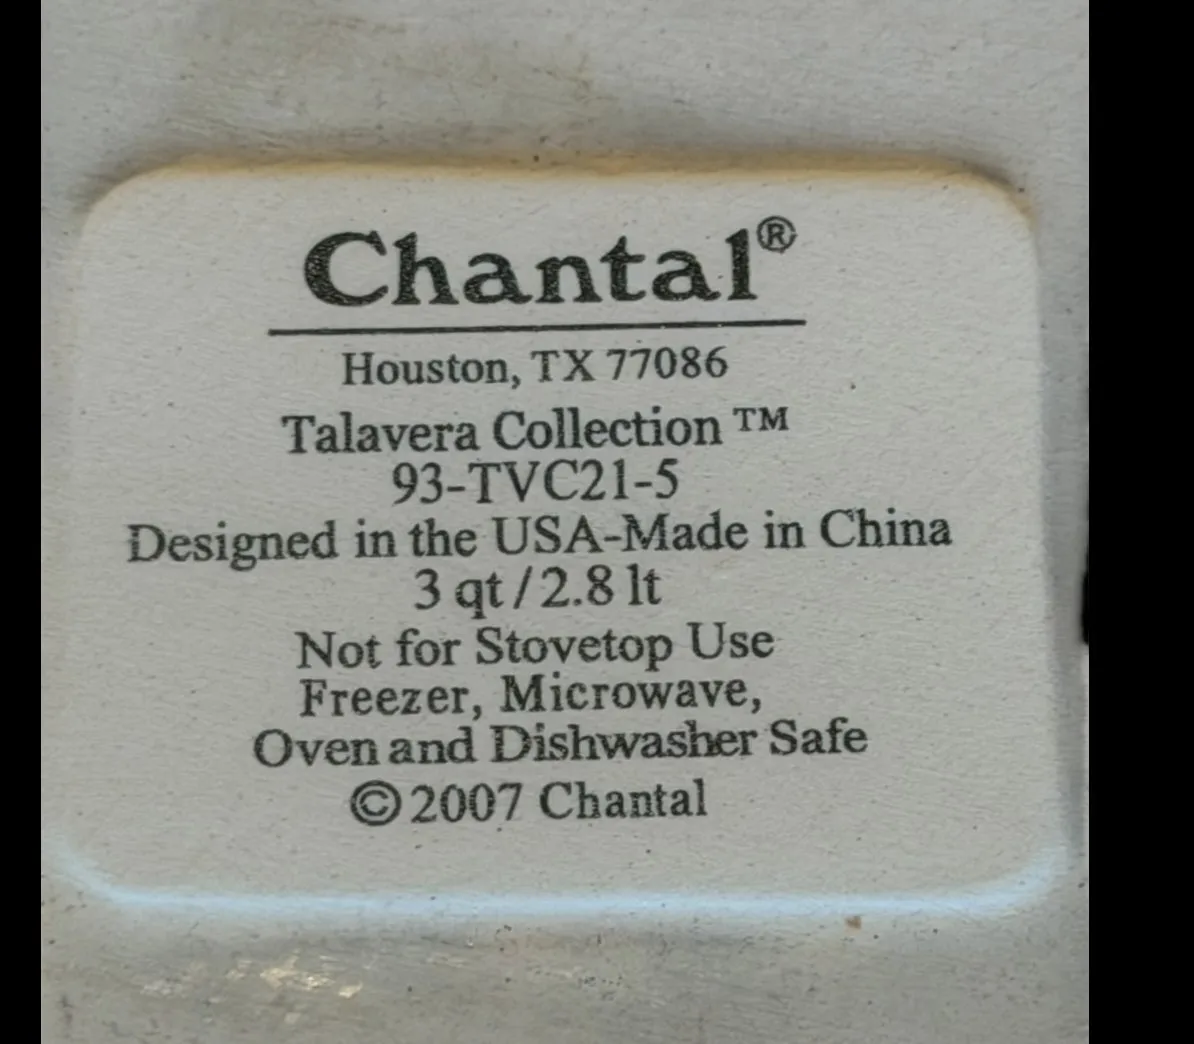 Chantal®
Houston, TX 77086
Talavera Collection ™
93-TVC21-5
Designed in the USA-Made in China
3 qt / 2.8 lt
Not for Stovetop Use
Freezer, Microwave,
Oven and Dishwasher Safe
© 2007 Chantal